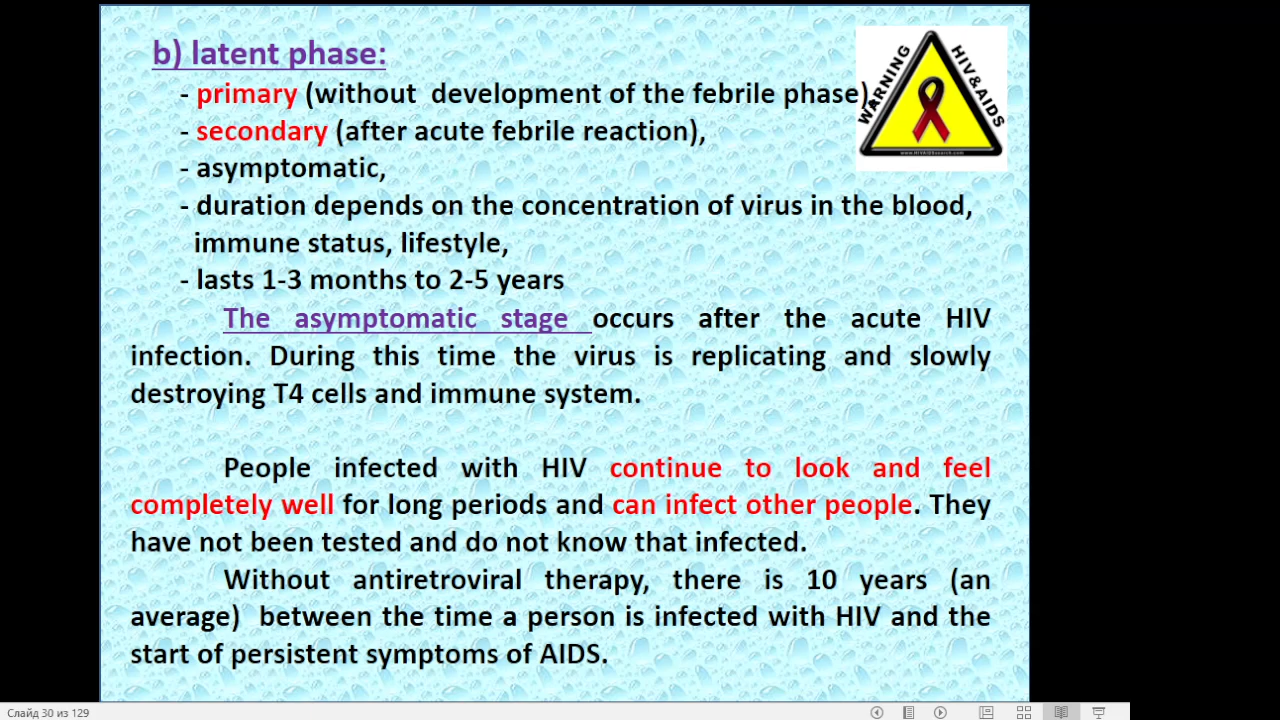 b) latent phase:
- primary (without development of the febrile phase),
- secondary (after acute febrile reaction),
- asymptomatic,
- duration depends on the concentration of virus in the blood,
immune status, lifestyle,
- lasts 1-3 months to 2-5 years
The asymptomatic stage occurs after the acute HIV
infection. During this time the virus is replicating and slowly
destroying T4 cells and immune system.
People infected with HIV continue to look and feel
completely well for long periods and can infect other people. They
have not been tested and do not know that infected.
Without antiretroviral therapy, there is 10 years (an
average) between the time a person is infected with HIV and the
start of persistent symptoms of AIDS.
WARNING
HIV&AIDS
Слайд 30 из 129